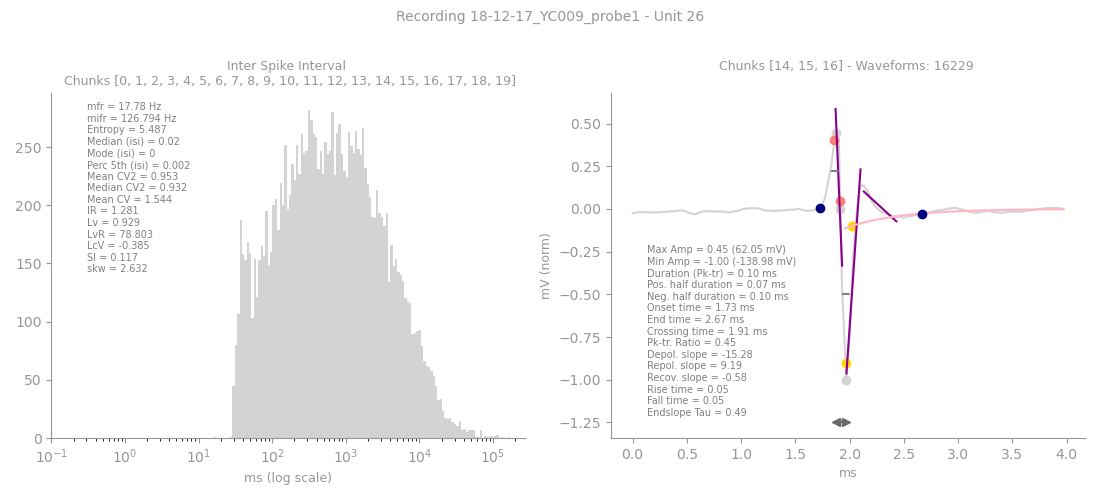 Recording 18-12-17_YC009_probe1 - Unit 26
Inter Spike Interval
Chunks [0, 1, 2, 3, 4, 5, 6, 7, 8, 9, 10, 11, 12, 13, 14, 15, 16, 17, 18, 19]
mfr = 17.78 Hz
mifr = 126.794 Hz
Entropy = 5.487
Median (isi) = 0.02
Mode (isi) = 0
Perc 5th (isi) = 0.002
Mean CV2 = 0.953
Median CV2 = 0.932
Mean CV = 1.544
IR = 1.281
Lv = 0.929
LvR = 78.803
LcV = -0.385
SI = 0.117
skw = 2.632
250
200
150
100
50
0
10⁻¹ 10⁰ 10¹ 10² 10³ 10⁴ 10⁵
ms (log scale)
Chunks [14, 15, 16] - Waveforms: 16229
mV (norm)
0.50
0.25
0.00
−0.25
−0.50
−0.75
−1.00
−1.25
Max Amp = 0.45 (62.05 mV)
Min Amp = -1.00 (-138.98 mV)
Duration (Pk-tr) = 0.10 ms
Pos. half duration = 0.07 ms
Neg. half duration = 0.10 ms
Onset time = 1.73 ms
End time = 2.67 ms
Crossing time = 1.91 ms
Pk-tr. Ratio = 0.45
Depol. slope = -15.28
Repol. slope = 9.19
Recov. slope = -0.58
Rise time = 0.05
Fall time = 0.05
Endslope Tau = 0.49
0.0 0.5 1.0 1.5 2.0 2.5 3.0 3.5 4.0
ms